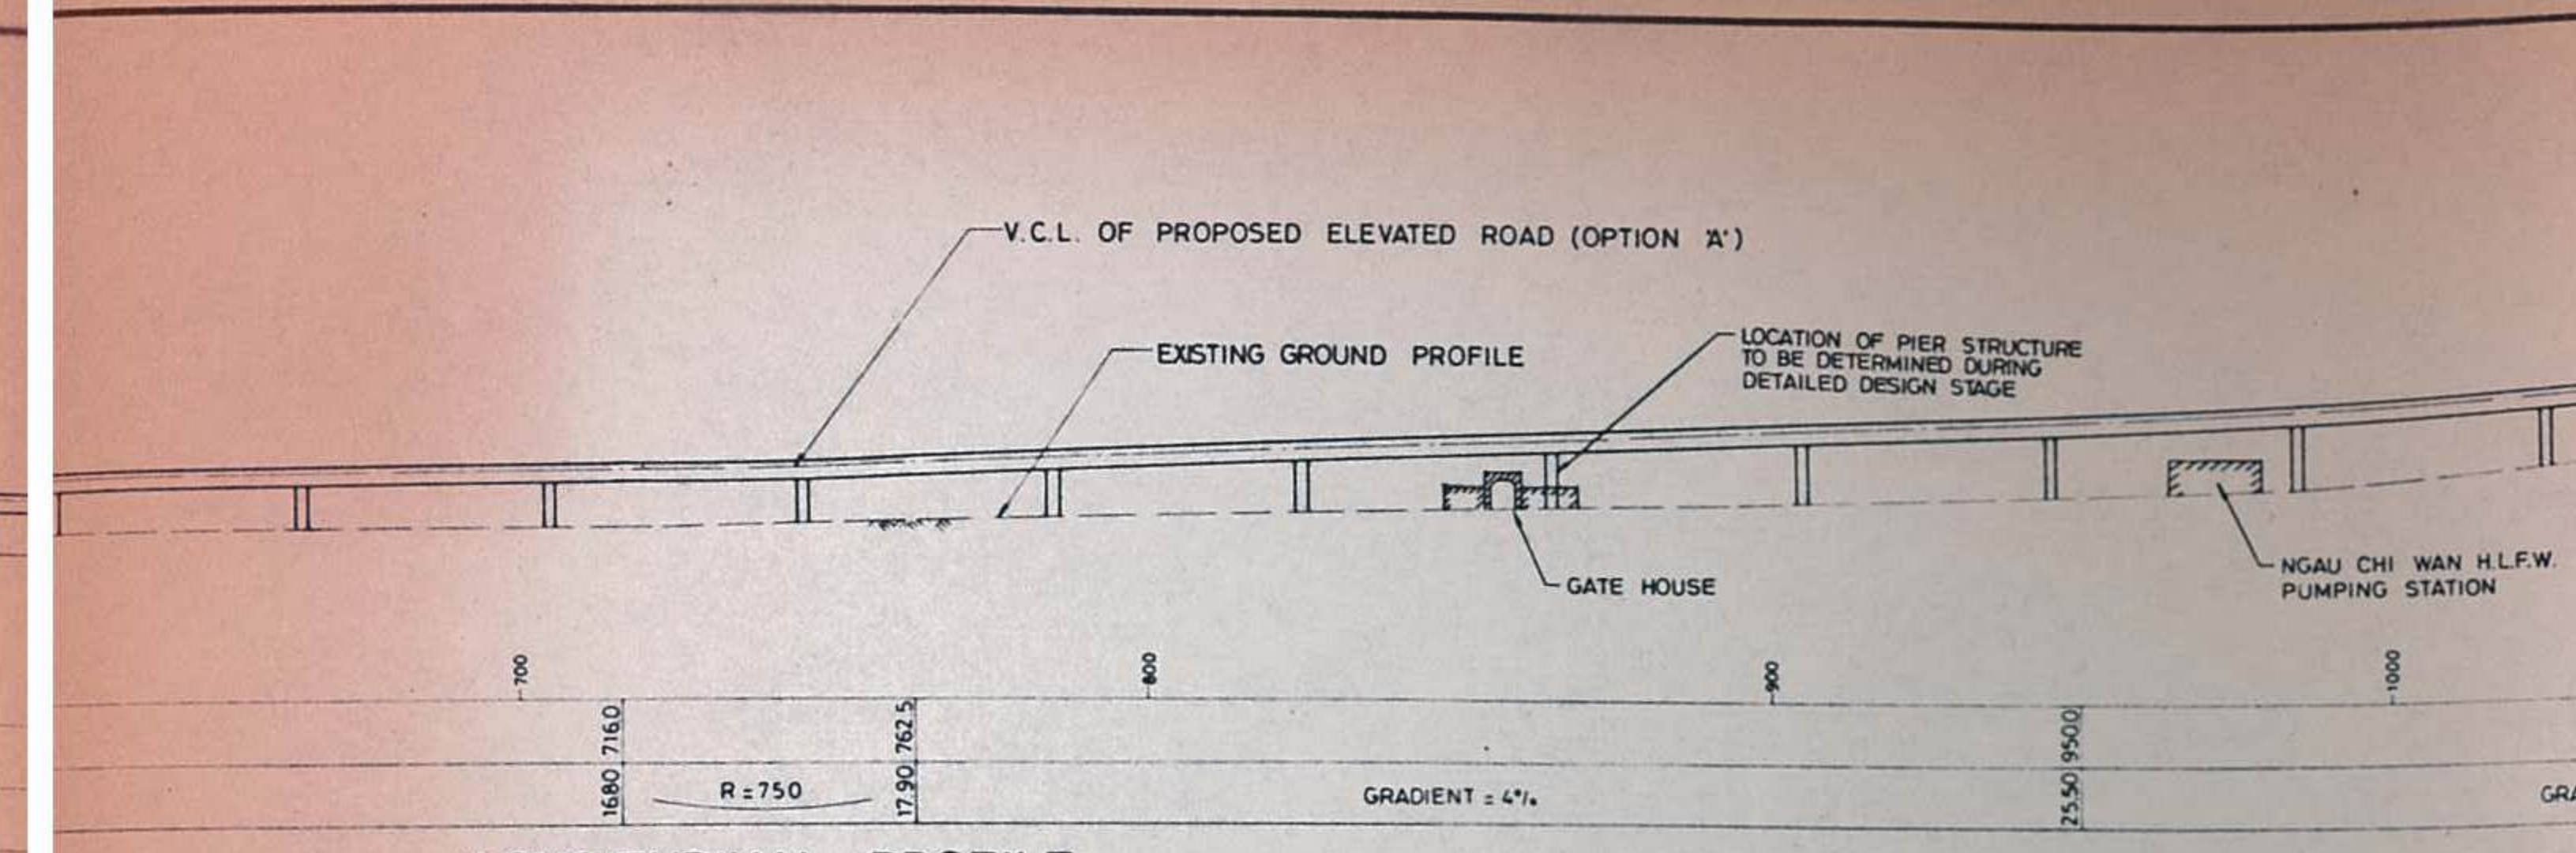 V.C.L. OF PROPOSED ELEVATED ROAD (OPTION 'A')
EXISTING GROUND PROFILE
LOCATION OF PIER STRUCTURE
TO BE DETERMINED DURING
DETAILED DESIGN STAGE
GATE HOUSE
NGAU CHI WAN H.L.F.W.
PUMPING STATION
700
800
900
1000
716.0
762.5
950.0
16.80
R = 750
17.90
GRADIENT = 4%
25.50